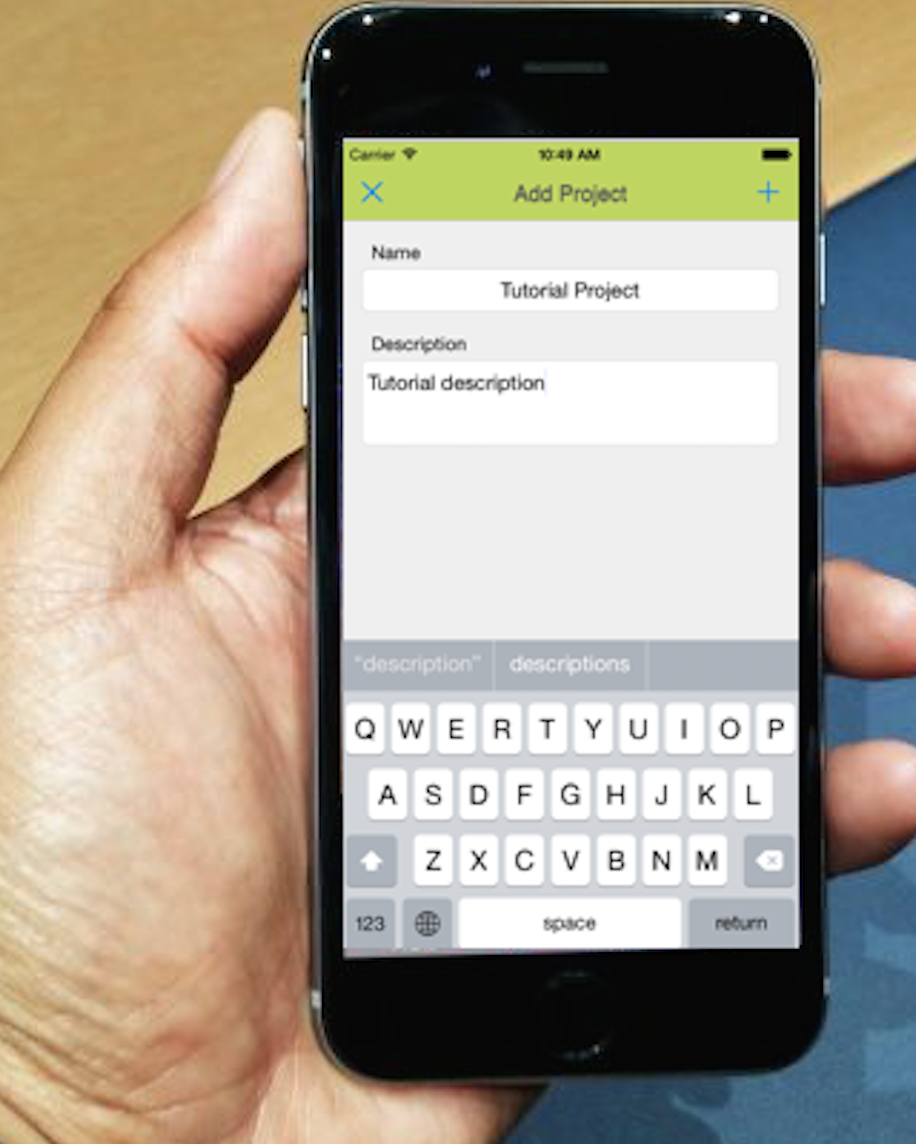 Carrier 10:49 AM
Add Project
Name
Tutorial Project
Description
Tutorial description
“description” descriptions
Q W E R T Y U I O P
A S D F G H J K L
Z X C V B N M
123 space return